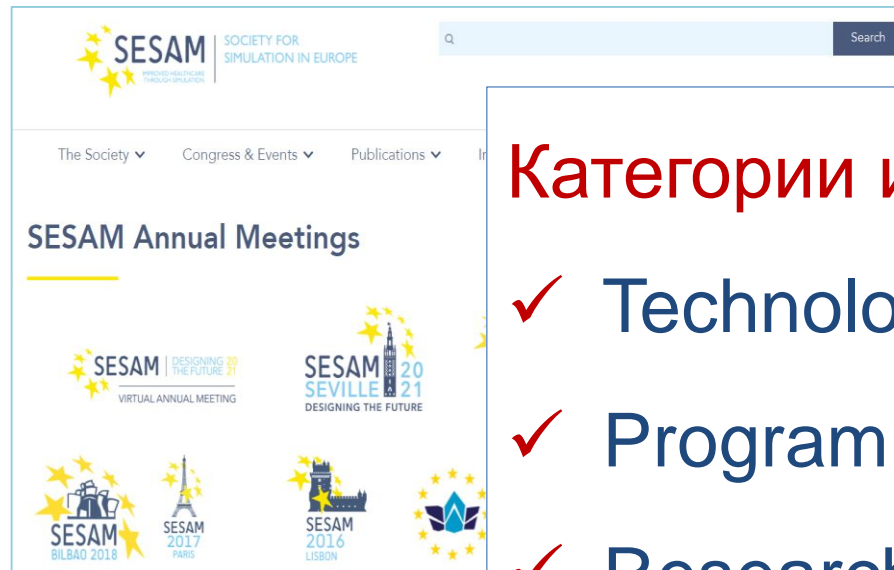 SESAM
SOCIETY FOR
SIMULATION IN EUROPE
IMPROVED HEALTHCARE
THROUGH SIMULATION
Search
The Society
Congress & Events
Publications
Категории
SESAM Annual Meetings
Technolo
Program
Research
SESAM
DESIGNING 20
THE FUTURE 21
VIRTUAL ANNUAL MEETING
SESAM 20
SEVILLE 21
DESIGNING THE FUTURE
SESAM
BILBAO 2018
SESAM
2017
PARIS
SESAM
2016
LISBON